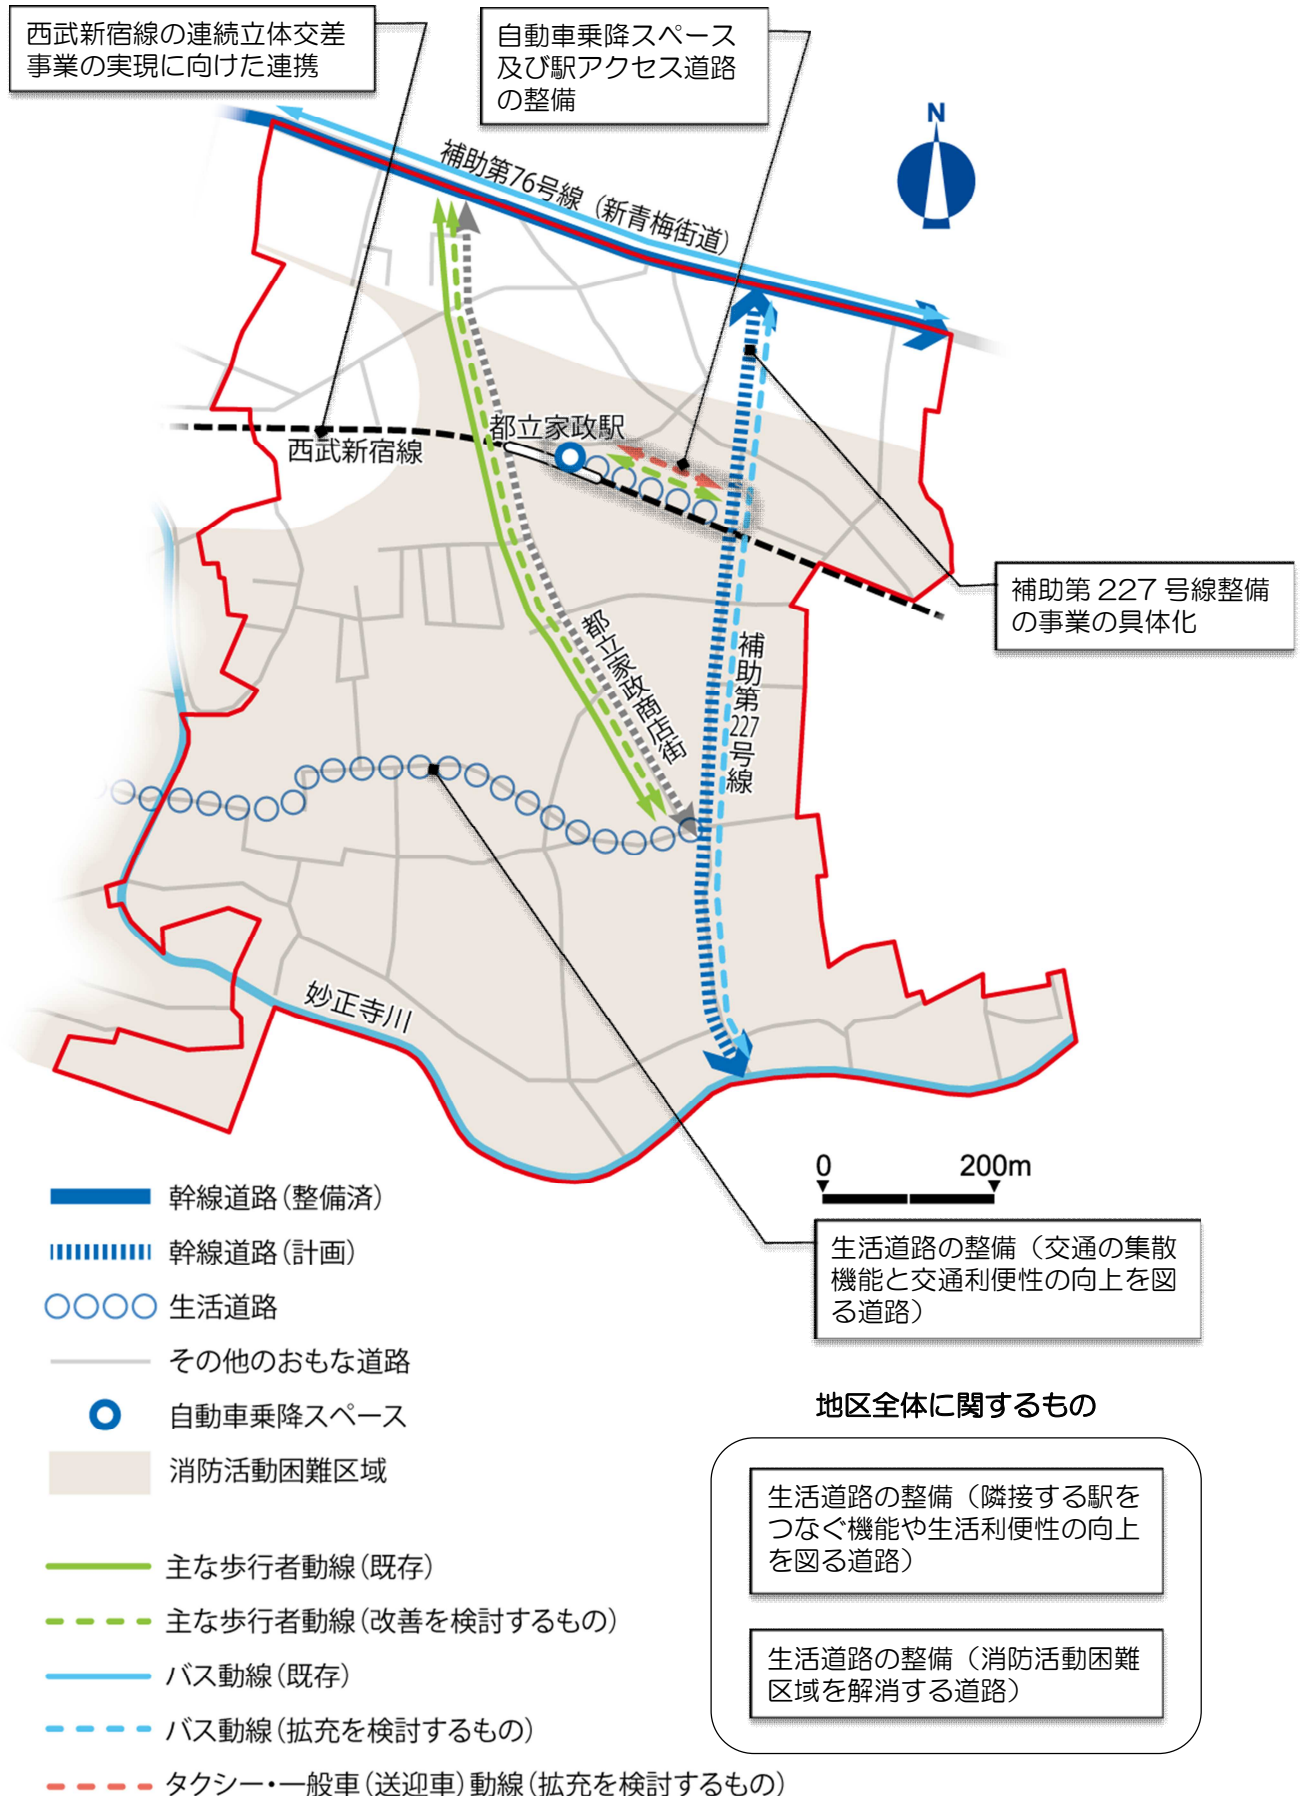 西武新宿線の連続立体交差
事業の実現に向けた連携
自動車乗降スペース
及び駅アクセス道路
の整備
N
補助第76号線（新青梅街道）
都立家政駅
西武新宿線
補助第 227 号線整備
の事業の具体化
都立家政商店街
補助第227号線
妙正寺川
0 200m
生活道路の整備（交通の集散
機能と交通利便性の向上を図
る道路）
幹線道路（整備済）
幹線道路（計画）
生活道路
その他のおもな道路
自動車乗降スペース
消防活動困難区域
主な歩行者動線（既存）
主な歩行者動線（改善を検討するもの）
バス動線（既存）
バス動線（拡充を検討するもの）
タクシー・一般車（送迎車）動線（拡充を検討するもの）
地区全体に関するもの
生活道路の整備（隣接する駅を
つなぐ機能や生活利便性の向上
を図る道路）
生活道路の整備（消防活動困難
区域を解消する道路）